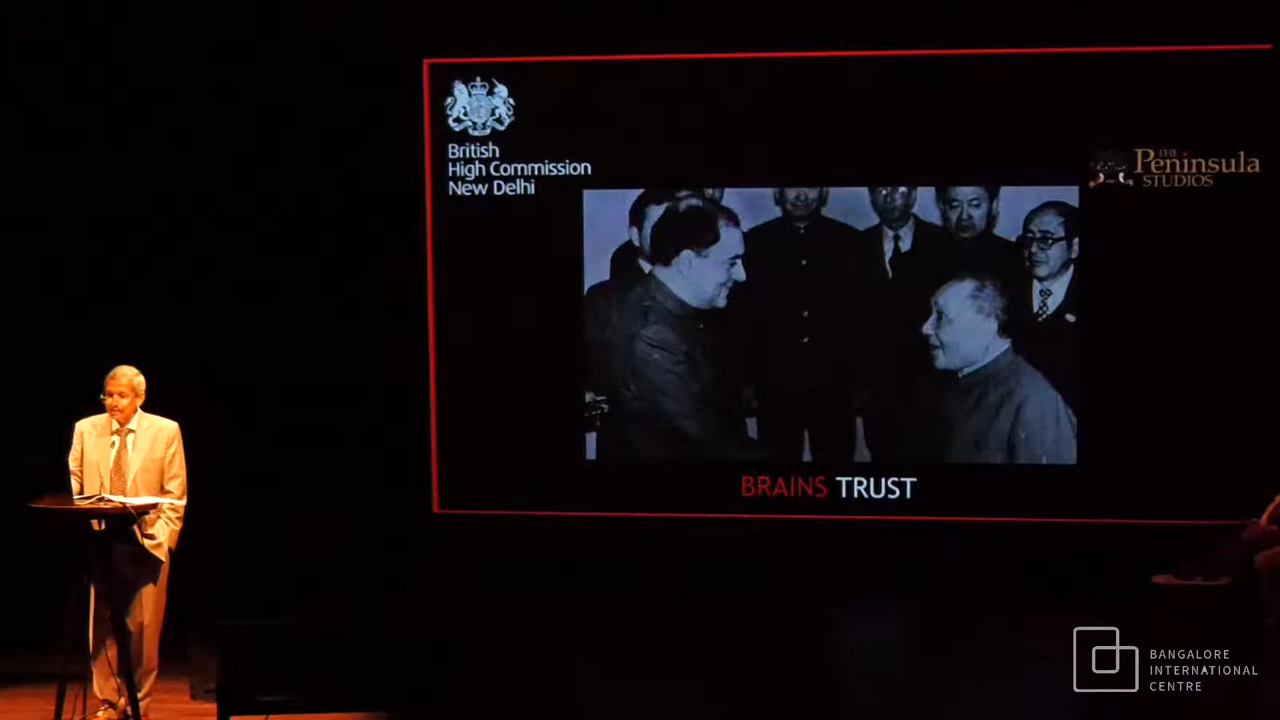 British
High Commission
New Delhi
THE
Peninsula
STUDIOS
BRAINS TRUST
BANGALORE
INTERNATIONAL
CENTRE